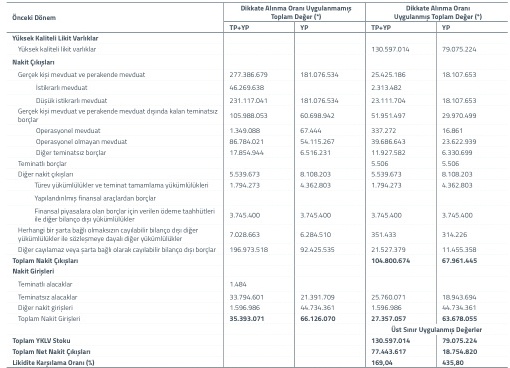 Önceki Dönem
Dikkate Alınma Oranı Uygulanmamış Toplam Değer (*)
Dikkate Alınma Oranı Uygulanmış Toplam Değer (*)
TP+YP YP TP+YP YP
Yüksek Kaliteli Likit Varlıklar
Yüksek kaliteli likit varlıklar 130.597.014 79.075.224
Nakit Çıkışları
Gerçek kişi mevduat ve perakende mevduat 277.386.679 181.076.534 25.425.186 18.107.653
İstikrarlı mevduat 46.269.638 2.313.482
Düşük istikrarlı mevduat 231.117.041 181.076.534 23.111.704 18.107.653
Gerçek kişi mevduat ve perakende mevduat dışında kalan teminatsız
borçlar 105.988.053 60.698.942 51.951.497 29.970.499
Operasyonel mevduat 1.349.088 67.444 337.272 16.861
Operasyonel olmayan mevduat 86.784.021 54.115.267 39.686.643 23.622.939
Diğer teminatsız borçlar 17.854.944 6.516.231 11.927.582 6.330.699
Teminatlı borçlar 5.506 5.506
Diğer nakit çıkışları 5.539.673 8.108.203 5.539.673 8.108.203
Türev yükümlülükler ve teminat tamamlama yükümlülükleri 1.794.273 4.362.803 1.794.273 4.362.803
Yapılandırılmış finansal araçlardan borçlar
Finansal piyasalara olan borçlar için verilen ödeme taahhütleri
ile diğer bilanço dışı yükümlülükler 3.745.400 3.745.400 3.745.400 3.745.400
Herhangi bir şarta bağlı olmaksızın cayılabilir bilanço dışı diğer
yükümlülükler ile sözleşmeye dayalı diğer yükümlülükler 7.028.663 6.284.510 351.433 314.226
Diğer cayılamaz veya şarta bağlı olarak cayılabilir bilanço dışı borçlar 196.973.518 92.425.535 21.527.379 11.455.358
Toplam Nakit Çıkışları 104.800.674 67.961.445
Nakit Girişleri
Teminatlı alacaklar 1.484
Teminatsız alacaklar 33.794.601 21.391.709 25.760.071 18.943.694
Diğer nakit girişleri 1.596.986 44.734.361 1.596.986 44.734.361
Toplam Nakit Girişleri 35.393.071 66.126.070 27.357.057 63.678.055
Üst Sınır Uygulanmış Değerler
Toplam YKLV Stoku 130.597.014 79.075.224
Toplam Net Nakit Çıkışları 77.443.617 18.754.820
Likidite Karşılama Oranı (%) 169,04 435,80